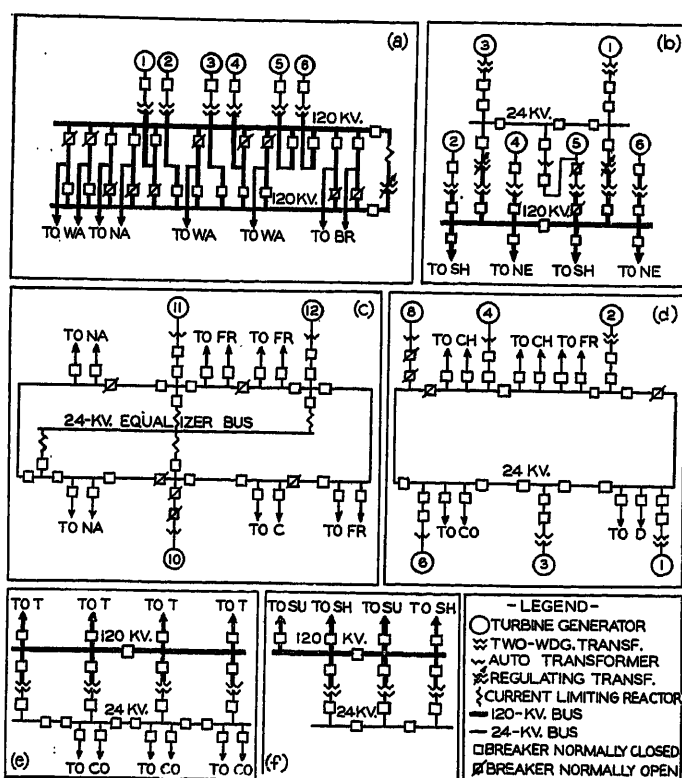 (a)
1 2 3 4 5 6
120 KV.
120 KV.
TO WA TO NA TO WA TO WA TO BR
(b)
3 1
24 KV.
2 4 5 6
120 KV.
TO SH TO NE TO SH TO NE
(c)
11 12
TO NA TO FR TO FR
24-KV. EQUALIZER BUS
TO NA TO C TO FR
10
(d)
8 4 2
TO CH TO CH TO FR
24 KV.
TO CO TO D
6 3 1
TO T TO T TO T TO T
120 KV.
24 KV.
(e)
TO CO TO CO TO CO
TO SU TO SH TO SU TO SH
120 KV.
24KV.
(f)
- LEGEND -
TURBINE GENERATOR
TWO-WDG. TRANSF.
AUTO TRANSFORMER
REGULATING TRANSF.
CURRENT LIMITING REACTOR
120-KV. BUS
24-KV. BUS
BREAKER NORMALLY CLOSED
BREAKER NORMALLY OPEN